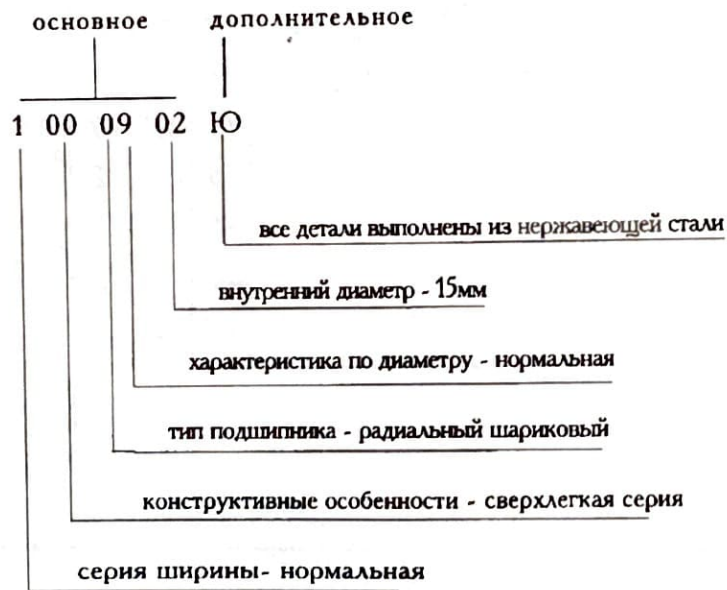 основное дополнительное
1 00 09 02 Ю
все детали выполнены из нержавеющей стали
внутренний диаметр - 15мм
характеристика по диаметру - нормальная
тип подшипника - радиальный шариковый
конструктивные особенности - сверхлегкая серия
серия ширины- нормальная